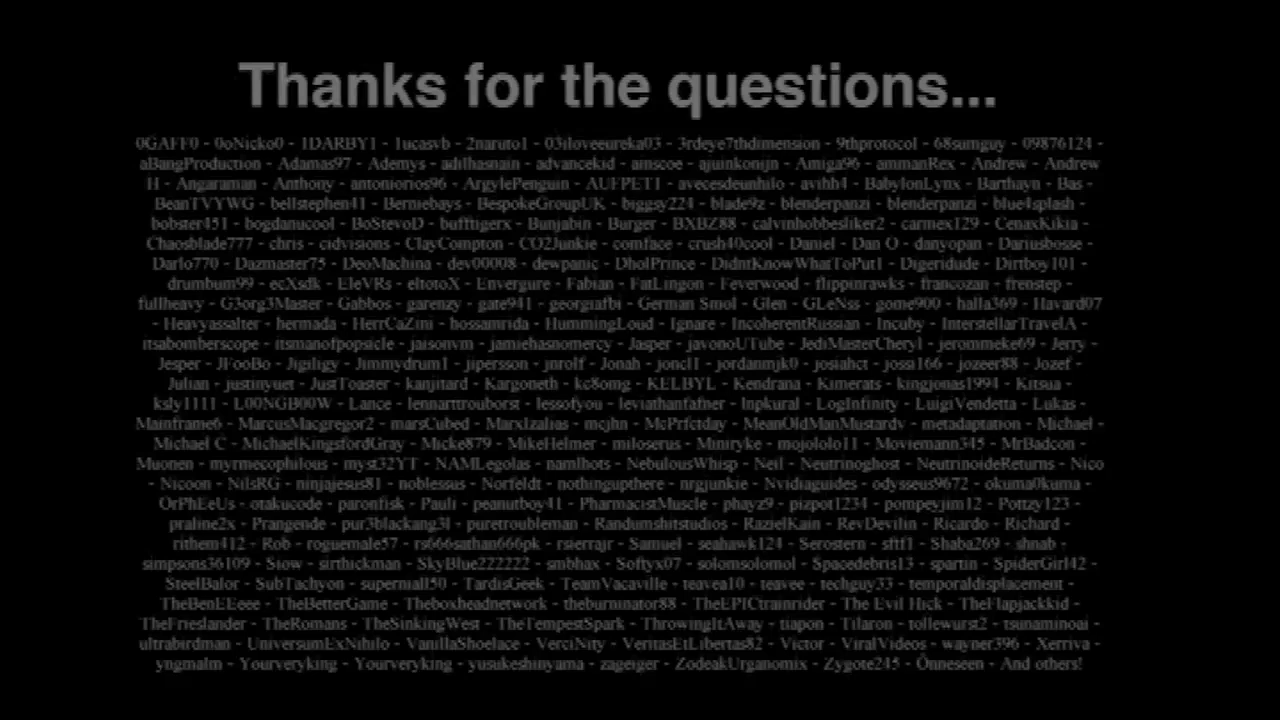 Thanks for the questions...
0GAFF0 - 0oNicko0 - 1DARBY1 - 1ucasvb - 2naruto1 - 03iloveeureka03 - 3rdeye7thdimension - 9thprotocol - 68sumguy - 09876124 -
aBangProduction - Adamas97 - Ademys - adilhasnain - advancekid - amscoe - ajuinkonijn - Amiga96 - ammanRex - Andrew - Andrew
H - Angaraman - Anthony - antoniorios96 - ArgylePenguin - AUFPET1 - avecesdeunhilo - avihh4 - BabylonLynx - Barthayn - Bas -
BeanTVYWG - bellstephen41 - Berniebays - BespokeGroupUK - biggsy224 - blade9z - blenderpanzi - blenderpanzi - blue4splash -
bobster451 - bogdanucool - BoStevoD - bufftigerx - Bunjabin - Burger - BXBZ88 - calvinhobbesliker2 - carmex129 - CenaxKikia -
Chaosblade777 - chris - cidvisions - ClayCompton - CO2Junkie - comface - crush40cool - Daniel - Dan O - danyopan - Dariusbosse -
Darlo770 - Dazmaster75 - DeoMachina - dev00008 - dewpanic - DholPrince - DidntKnowWhatToPut1 - Digeridude - Dirtboy101 -
drumbum99 - ecXsdk - EleVRs - eltotoX - Envergure - Fabian - FatLingon - Feverwood - flippinrawks - francozan - frenstep -
fullheavy - G3org3Master - Gabbos - garenzy - gate941 - georgiafbi - German Smol - Glen - GLeNss - gome900 - halla369 - Havard07
- Heavyassalter - hermada - HerrCaZini - hossamrida - HummingLoud - Ignare - IncoherentRussian - Incuby - InterstellarTravelA -
itsabomberscope - itsmanofpopsicle - jaisonvm - jamiehasnomercy - Jasper - javonoUTube - JediMasterCheryl - jerommeke69 - Jerry -
Jesper - JFooBo - Jigiligy - Jimmydrum1 - jipersson - jnrolf - Jonah - joncl1 - jordanmjk0 - josiahct - jossa166 - jozeer88 - Jozef -
Julian - justinyuet - JustToaster - kanjitard - Kargoneth - kc8omg - KELBYL - Kendrana - Kimerats - kingjonas1994 - Kitsua -
ksly1111 - L00NGB00W - Lance - lennarttrouborst - lessofyou - leviathanfafner - lnpkural - LogInfinity - LuigiVendetta - Lukas -
Mainframe6 - MarcusMacgregor2 - marsCubed - MarxIzalias - mcjhn - McPrfctday - MeanOldManMustardv - metadaptation - Michael -
Michael C - MichaelKingsfordGray - Micke879 - MikeHelmer - miloserus - Miniryke - mojololo11 - Moviemann345 - MrBadcon -
Muonen - myrmecophilous - myst32YT - NAMLegolas - namlhots - NebulousWhisp - Neil - Neutrinoghost - NeutrinoideReturns - Nico
- Nicoon - NilsRG - ninjajesus81 - noblessus - Norfeldt - nothingupthere - nrgjunkie - Nvidiaguides - odysseus9672 - okuma0kuma -
OrPhEeUs - otakucode - paronfisk - Pauli - peanutboy41 - PharmacistMuscle - phayz9 - pizpot1234 - pompeyjim12 - Pottzy123 -
praline2x - Prangende - pur3blackang3l - puretroubleman - Randumshitstudios - RazielKain - RevDevilin - Ricardo - Richard -
rithem412 - Rob - roguemale57 - rs666sathan666pk - rsierrajr - Samuel - seahawk124 - Serostern - sftf1 - Shaba269 - shnab -
simpsons36109 - Siow - sirthickman - SkyBlue222222 - smbhax - Softyx07 - solomsolomol - Spacedebris13 - spartin - SpiderGirl42 -
SteelBalor - SubTachyon - superniall50 - TardisGeek - TeamVacaville - teavea10 - teavee - techguy33 - temporaldisplacement -
TheBenEEeee - TheBetterGame - Theboxheadnetwork - theburninator88 - TheEPICtrainrider - The Evil Hick - TheFlapjackkid -
TheFrieslander - TheRomans - TheSinkingWest - TheTempestSpark - ThrowingItAway - tiapon - Tilaron - tollewurst2 - tsunaminoai -
ultrabirdman - UniversumExNihilo - VanillaShoelace - VerciNity - VeritasEtLibertas82 - Victor - ViralVideos - wayner396 - Xerriva -
yngmalm - Yourveryking - Yourveryking - yusukeshinyama - zageiger - ZodeakUrganomix - Zygote245 - Õnneseen - And others!